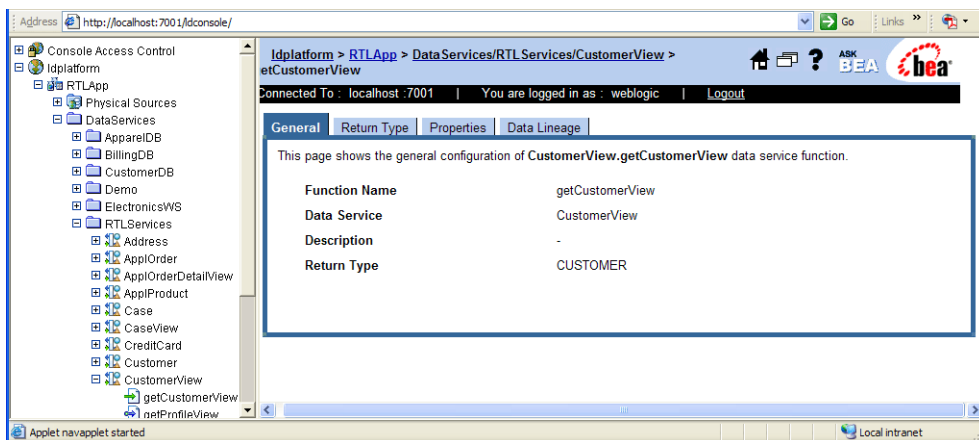 Address http://localhost:7001/ldconsole/ Go Links »
Console Access Control
ldplatform
RTLApp
Physical Sources
DataServices
ApparelDB
BillingDB
CustomerDB
Demo
ElectronicsWS
RTLServices
Address
ApplOrder
ApplOrderDetailView
ApplProduct
Case
CaseView
CreditCard
Customer
CustomerView
getCustomerView
getProfileView
ldplatform > RTLApp > DataServices/RTLServices/CustomerView >
etCustomerView
? ASK BEA bea
Connected To : localhost :7001 | You are logged in as : weblogic | Logout
General Return Type Properties Data Lineage
This page shows the general configuration of CustomerView.getCustomerView data service function.
Function Name getCustomerView
Data Service CustomerView
Description -
Return Type CUSTOMER
Applet navapplet started Local intranet